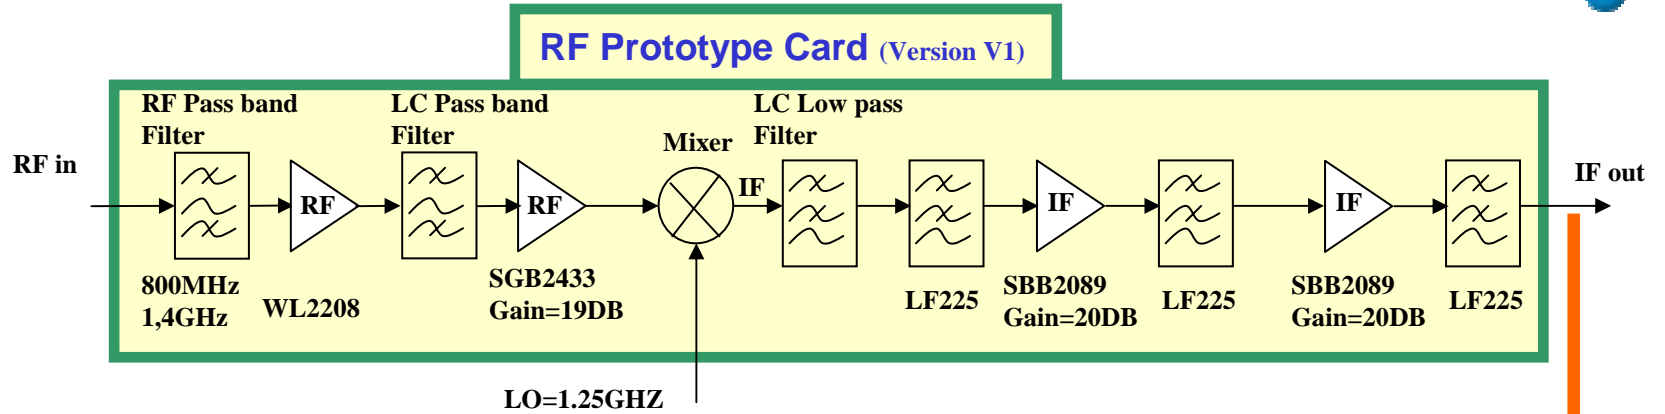 RF Prototype Card (Version V1)
RF Pass band
Filter
LC Pass band
Filter
Mixer
LC Low pass
Filter
RF in
RF
RF
IF
IF
IF
IF out
800MHz
1,4GHz
WL2208
SGB2433
Gain=19DB
LF225
SBB2089
Gain=20DB
LF225
SBB2089
Gain=20DB
LF225
LO=1.25GHZ